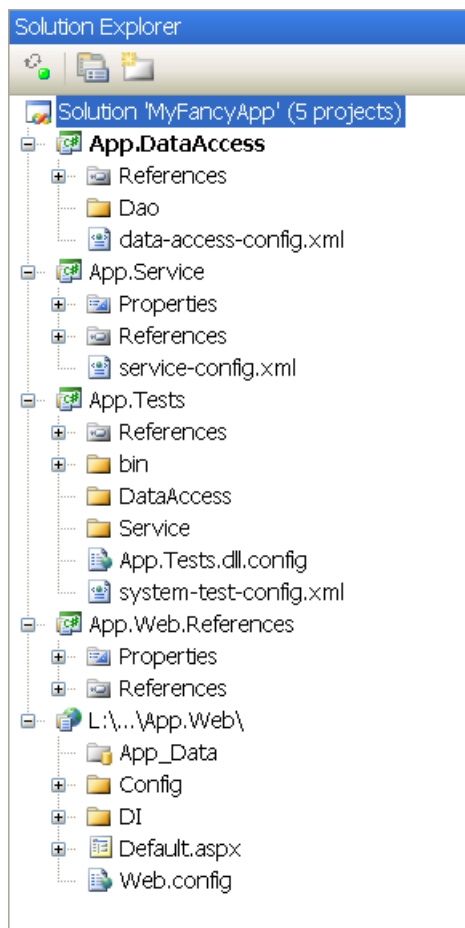 Solution Explorer
Solution 'MyFancyApp' (5 projects)
App.DataAccess
References
Dao
data-access-config.xml
App.Service
Properties
References
service-config.xml
App.Tests
References
bin
DataAccess
Service
App.Tests.dll.config
system-test-config.xml
App.Web.References
Properties
References
L:\...\App.Web\
App_Data
Config
DI
Default.aspx
Web.config